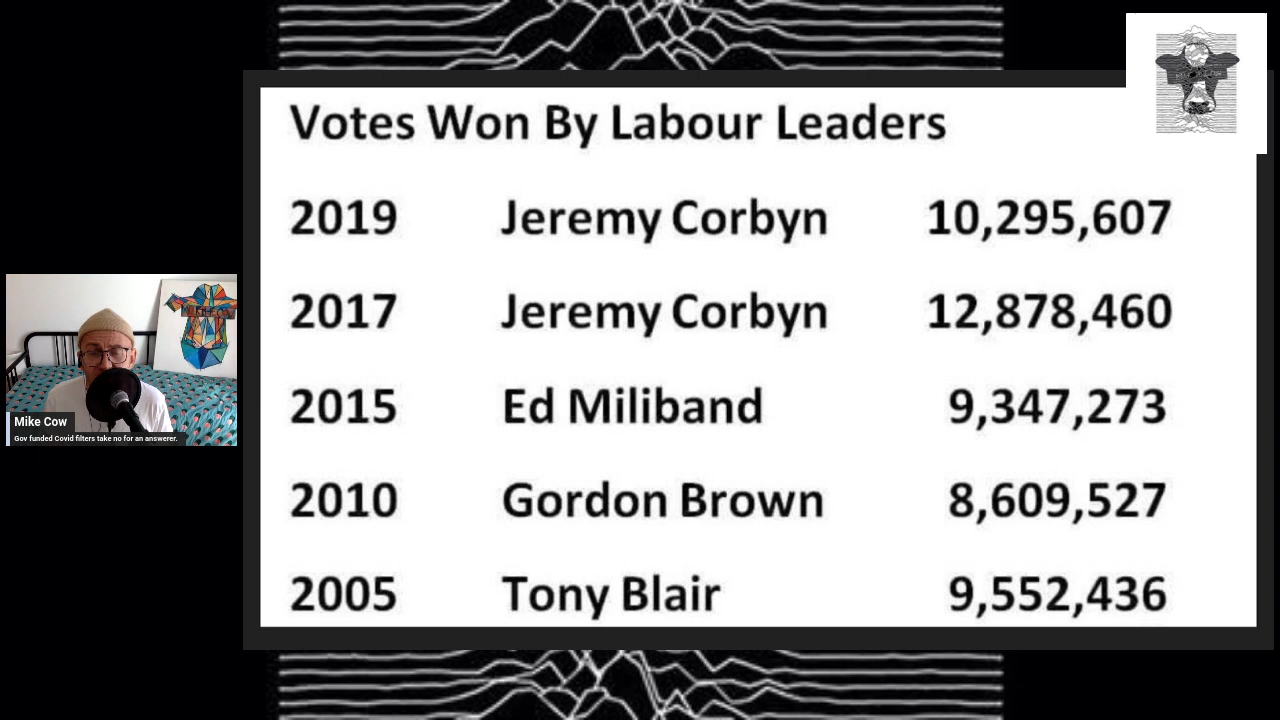 Votes Won By Labour Leaders
2019 Jeremy Corbyn 10,295,607
2017 Jeremy Corbyn 12,878,460
2015 Ed Miliband 9,347,273
2010 Gordon Brown 8,609,527
2005 Tony Blair 9,552,436
Mike Cow
Gov funded Covid filters take no for an answerer.